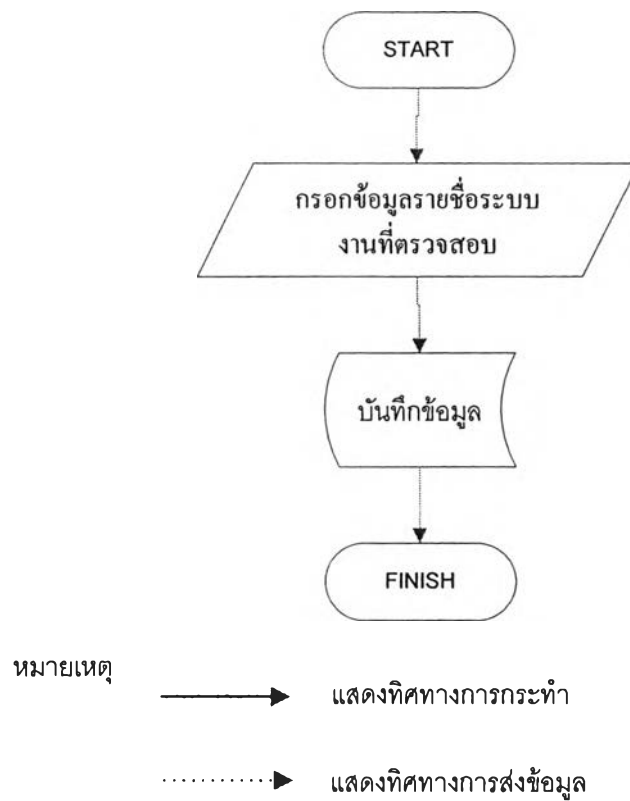 START
กรอกข้อมูลรายชื่อระบบ
งานที่ตรวจสอบ
บันทึกข้อมูล
FINISH
หมายเหตุ
แสดงทิศทางการกระทำ
แสดงทิศทางการส่งข้อมูล